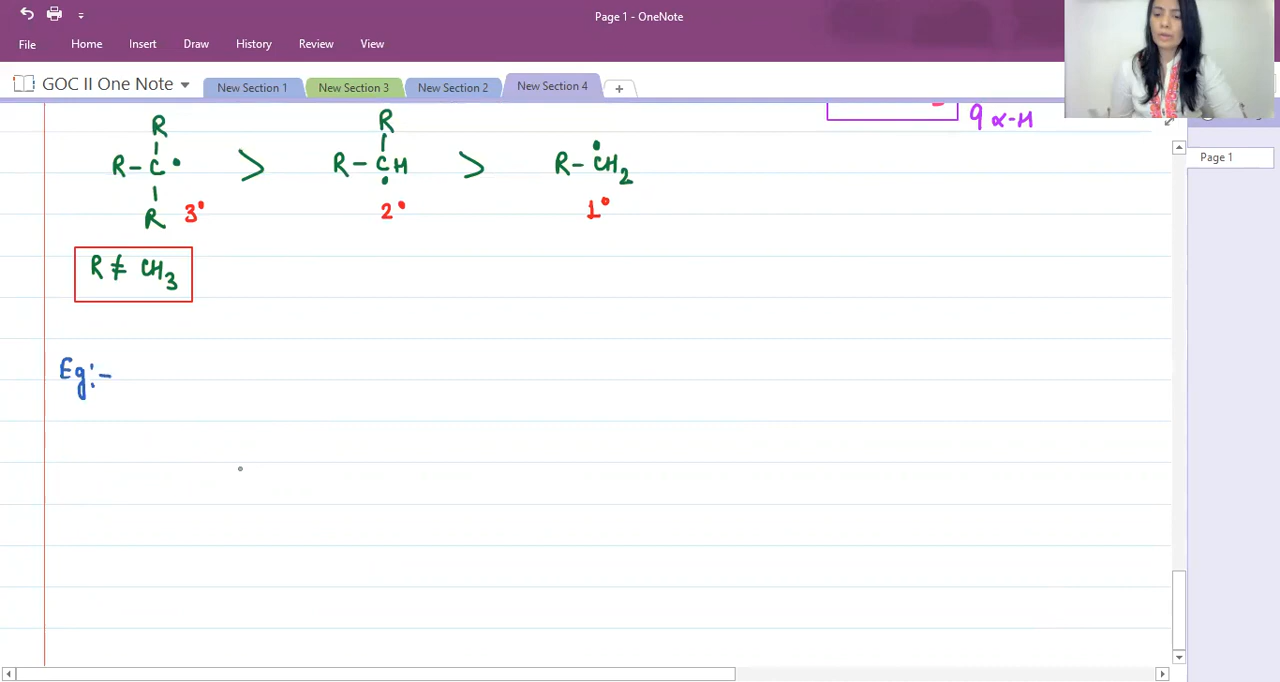 Page 1 - OneNote
File Home Insert Draw History Review View
GOC II One Note New Section 1 New Section 3 New Section 2 New Section 4 +
Page 1
9 α-H
R R
R-C• > R-CH > R-CH2
R 3° 2° 1°
R ≠ CH3
Eg:-